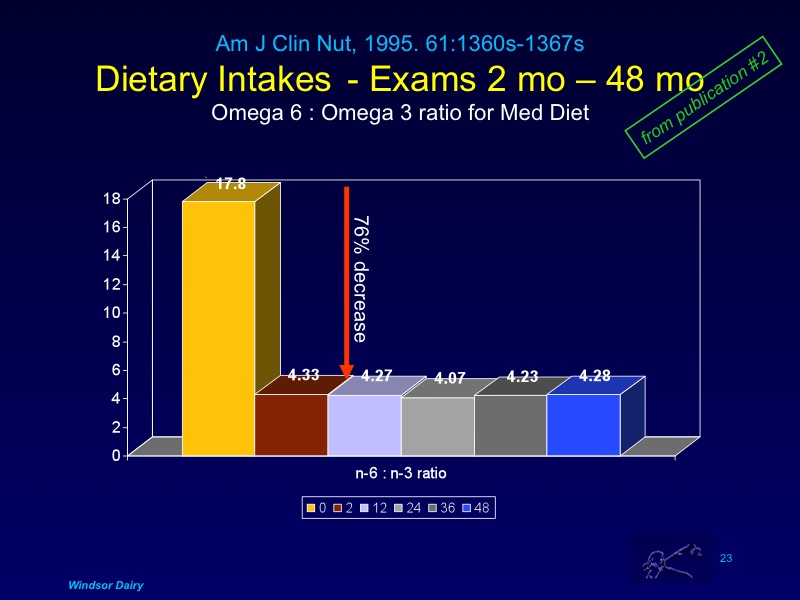 Am J Clin Nut, 1995. 61:1360s-1367s
Dietary Intakes - Exams 2 mo – 48 mo
from publication #2
Omega 6 : Omega 3 ratio for Med Diet
18
16
14
12
10
8
6
4
2
0
17.8
76% decrease
4.33
4.27
4.07
4.23
4.28
n-6 : n-3 ratio
0 2 12 24 36 48
23
Windsor Dairy